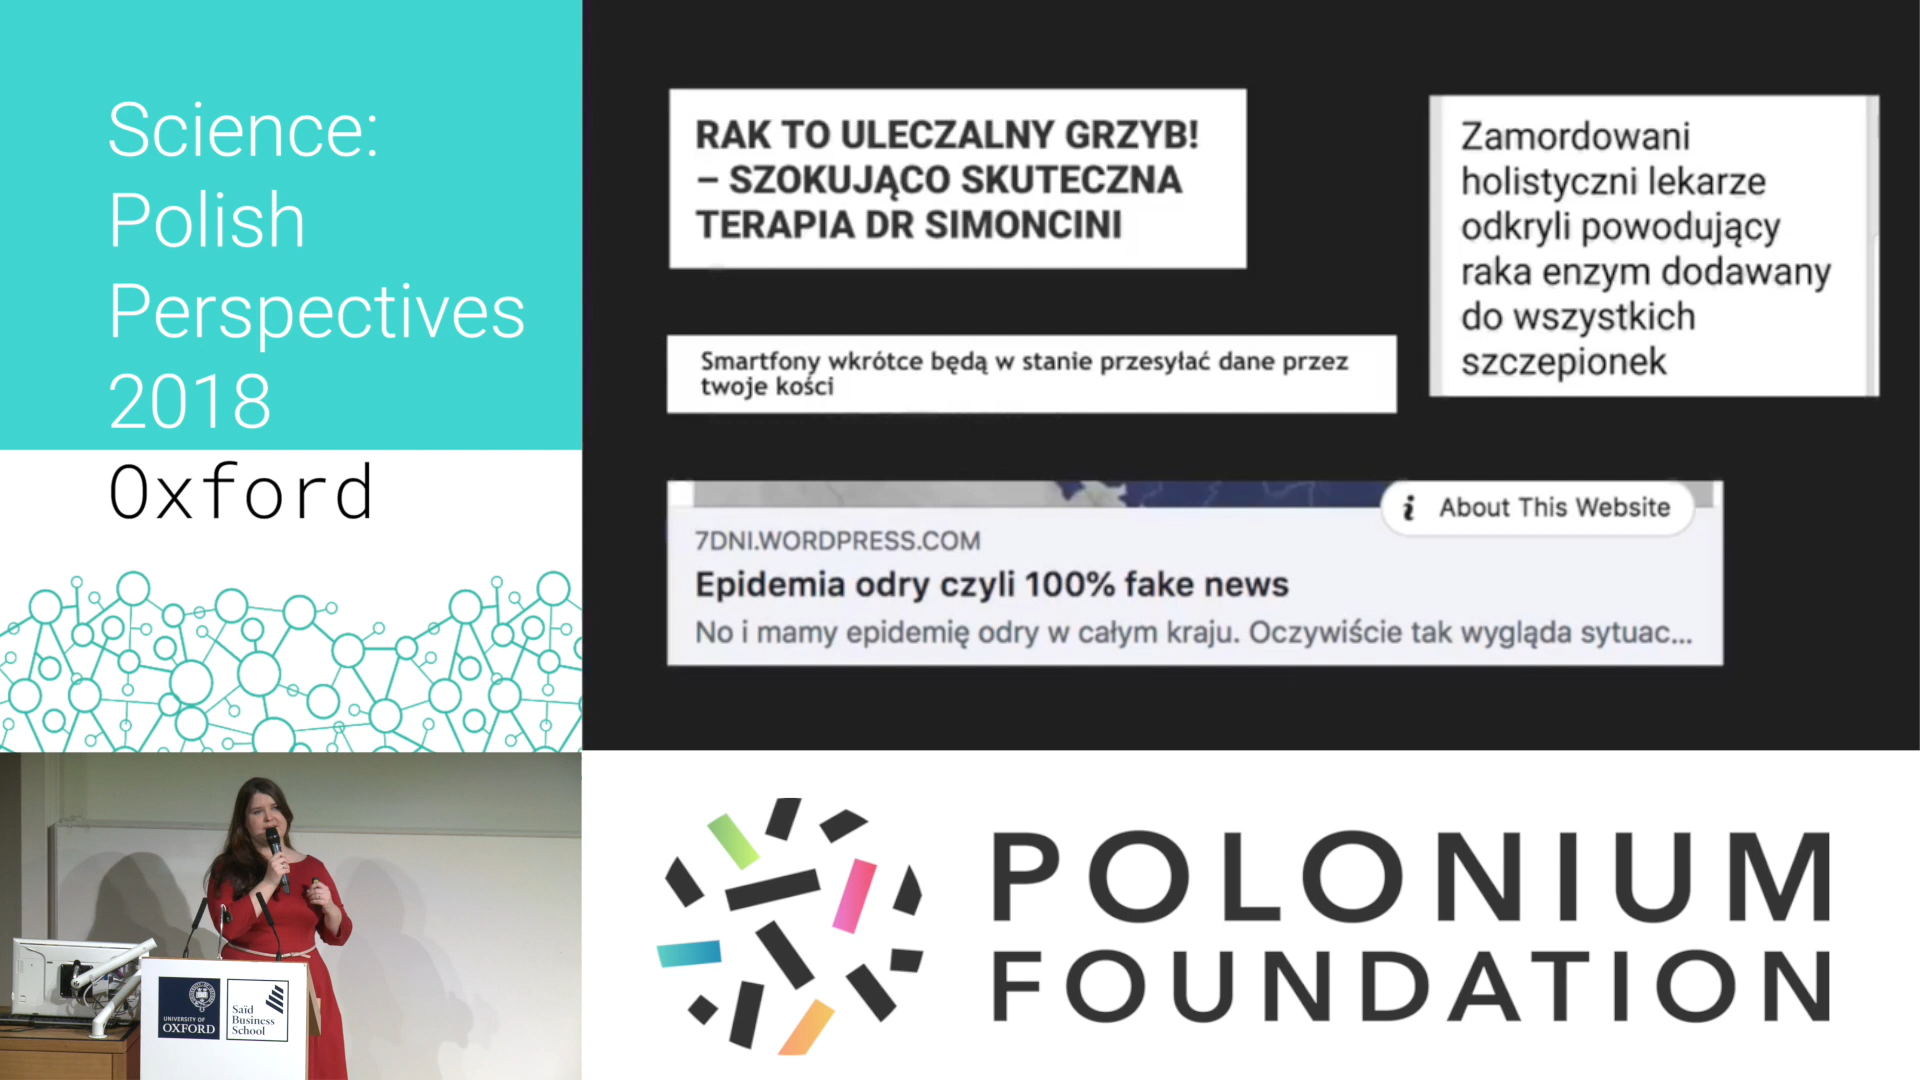 Science:
Polish
Perspectives
2018
Oxford
RAK TO ULECZALNY GRZYB!
– SZOKUJĄCO SKUTECZNA
TERAPIA DR SIMONCINI
Zamordowani
holistyczni lekarze
odkryli powodujący
raka enzym dodawany
do wszystkich
szczepionek
Smartfony wkrótce będą w stanie przesyłać dane przez
twoje kości
About This Website
7DNI.WORDPRESS.COM
Epidemia odry czyli 100% fake news
No i mamy epidemię odry w całym kraju. Oczywiście tak wygląda sytuac...
UNIVERSITY OF
OXFORD
Saïd
Business
School
POLONIUM
FOUNDATION